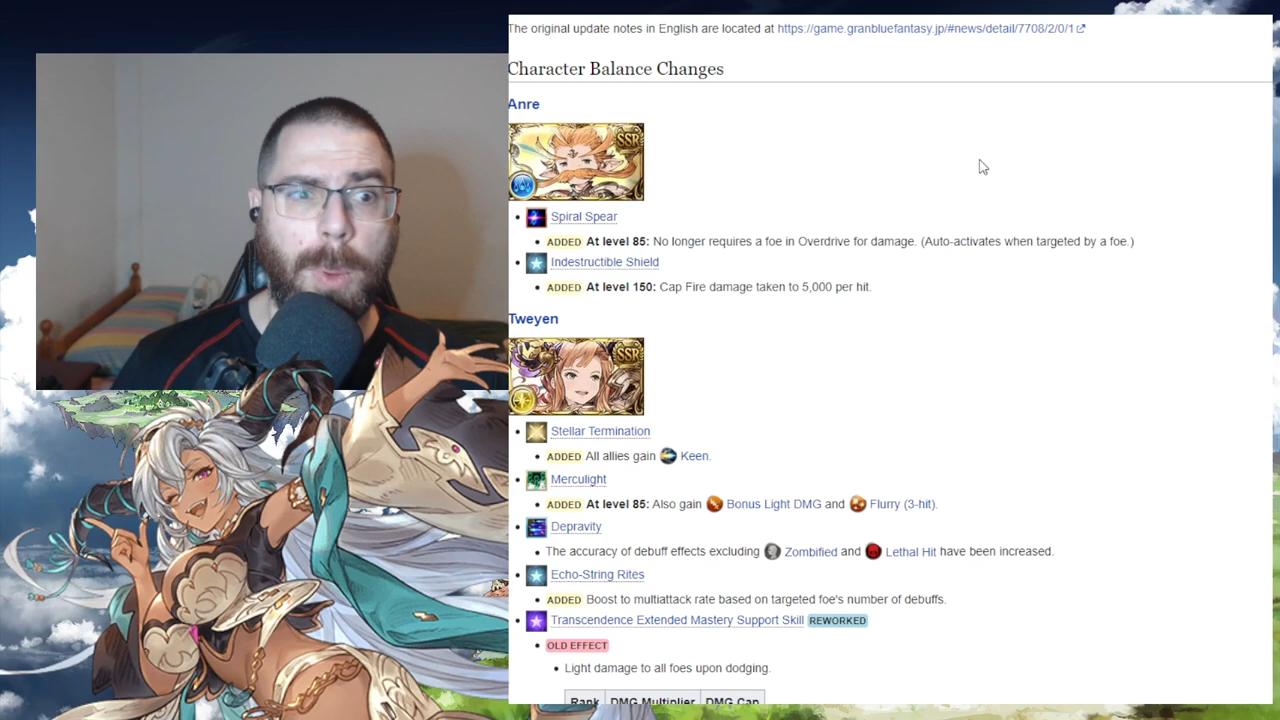 The original update notes in English are located at https://game.granbluefantasy.jp/#news/detail/7708/2/0/1
Character Balance Changes
Anre
SSR
Spiral Spear
ADDED At level 85: No longer requires a foe in Overdrive for damage. (Auto-activates when targeted by a foe.)
Indestructible Shield
ADDED At level 150: Cap Fire damage taken to 5,000 per hit.
Tweyen
SSR
Stellar Termination
ADDED All allies gain Keen.
Merculight
ADDED At level 85: Also gain Bonus Light DMG and Flurry (3-hit).
Depravity
The accuracy of debuff effects excluding Zombified and Lethal Hit have been increased.
Echo-String Rites
ADDED Boost to multiattack rate based on targeted foe's number of debuffs.
Transcendence Extended Mastery Support Skill REWORKED
OLD EFFECT
Light damage to all foes upon dodging.
Rank DMG Multiplier DMG Cap